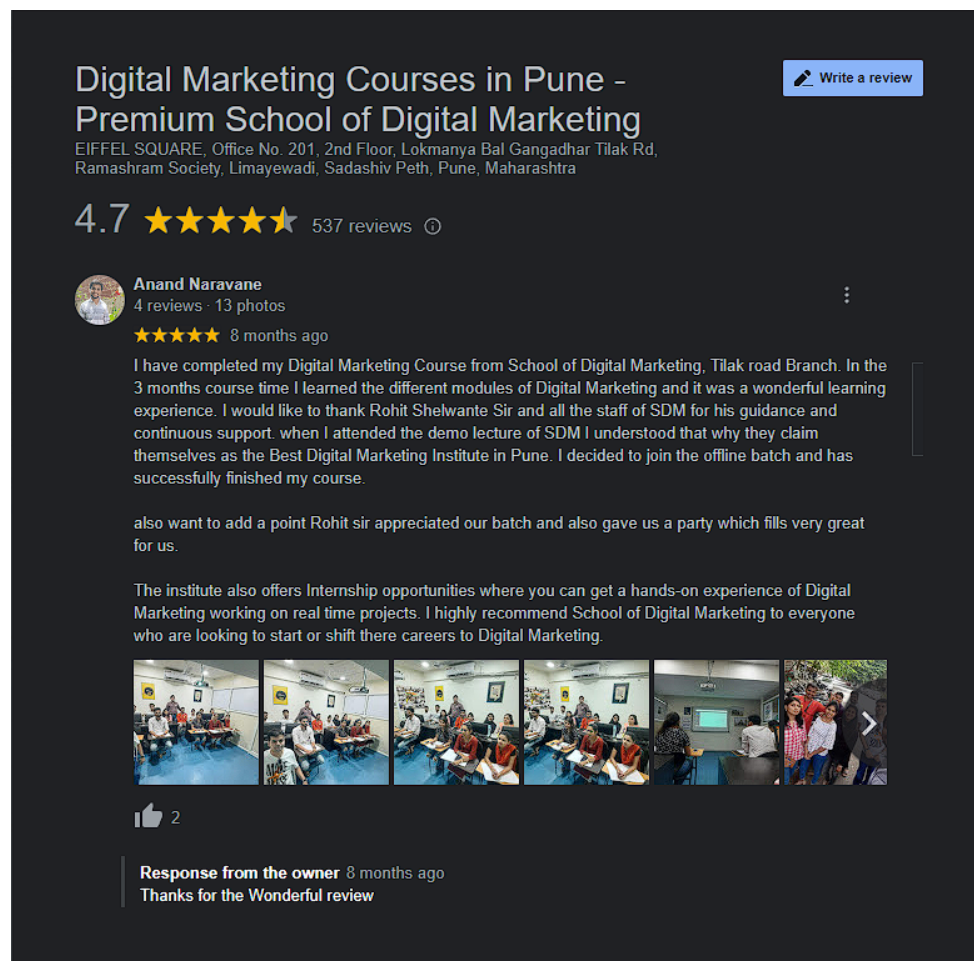 Digital Marketing Courses in Pune -
Premium School of Digital Marketing
Write a review
EIFFEL SQUARE, Office No. 201, 2nd Floor, Lokmanya Bal Gangadhar Tilak Rd,
Ramashram Society, Limayewadi, Sadashiv Peth, Pune, Maharashtra
4.7
537 reviews
Anand Naravane
4 reviews · 13 photos
8 months ago
I have completed my Digital Marketing Course from School of Digital Marketing, Tilak road Branch. In the
3 months course time I learned the different modules of Digital Marketing and it was a wonderful learning
experience. I would like to thank Rohit Shelwante Sir and all the staff of SDM for his guidance and
continuous support. when I attended the demo lecture of SDM I understood that why they claim
themselves as the Best Digital Marketing Institute in Pune. I decided to join the offline batch and has
successfully finished my course.
also want to add a point Rohit sir appreciated our batch and also gave us a party which fills very great
for us.
The institute also offers Internship opportunities where you can get a hands-on experience of Digital
Marketing working on real time projects. I highly recommend School of Digital Marketing to everyone
who are looking to start or shift there careers to Digital Marketing.
2
Response from the owner 8 months ago
Thanks for the Wonderful review